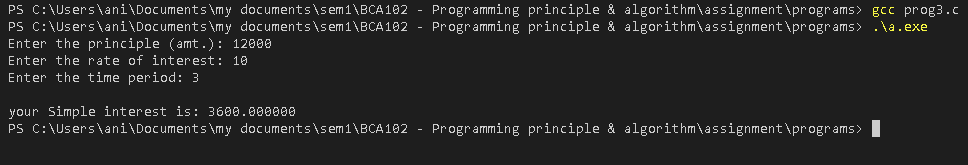 PS C:\Users\ani\Documents\my documents\sem1\BCA102 - Programming principle & algorithm\assignment\programs> gcc prog3.c
PS C:\Users\ani\Documents\my documents\sem1\BCA102 - Programming principle & algorithm\assignment\programs> .\a.exe
Enter the principle (amt.): 12000
Enter the rate of interest: 10
Enter the time period: 3
your Simple interest is: 3600.000000
PS C:\Users\ani\Documents\my documents\sem1\BCA102 - Programming principle & algorithm\assignment\programs>